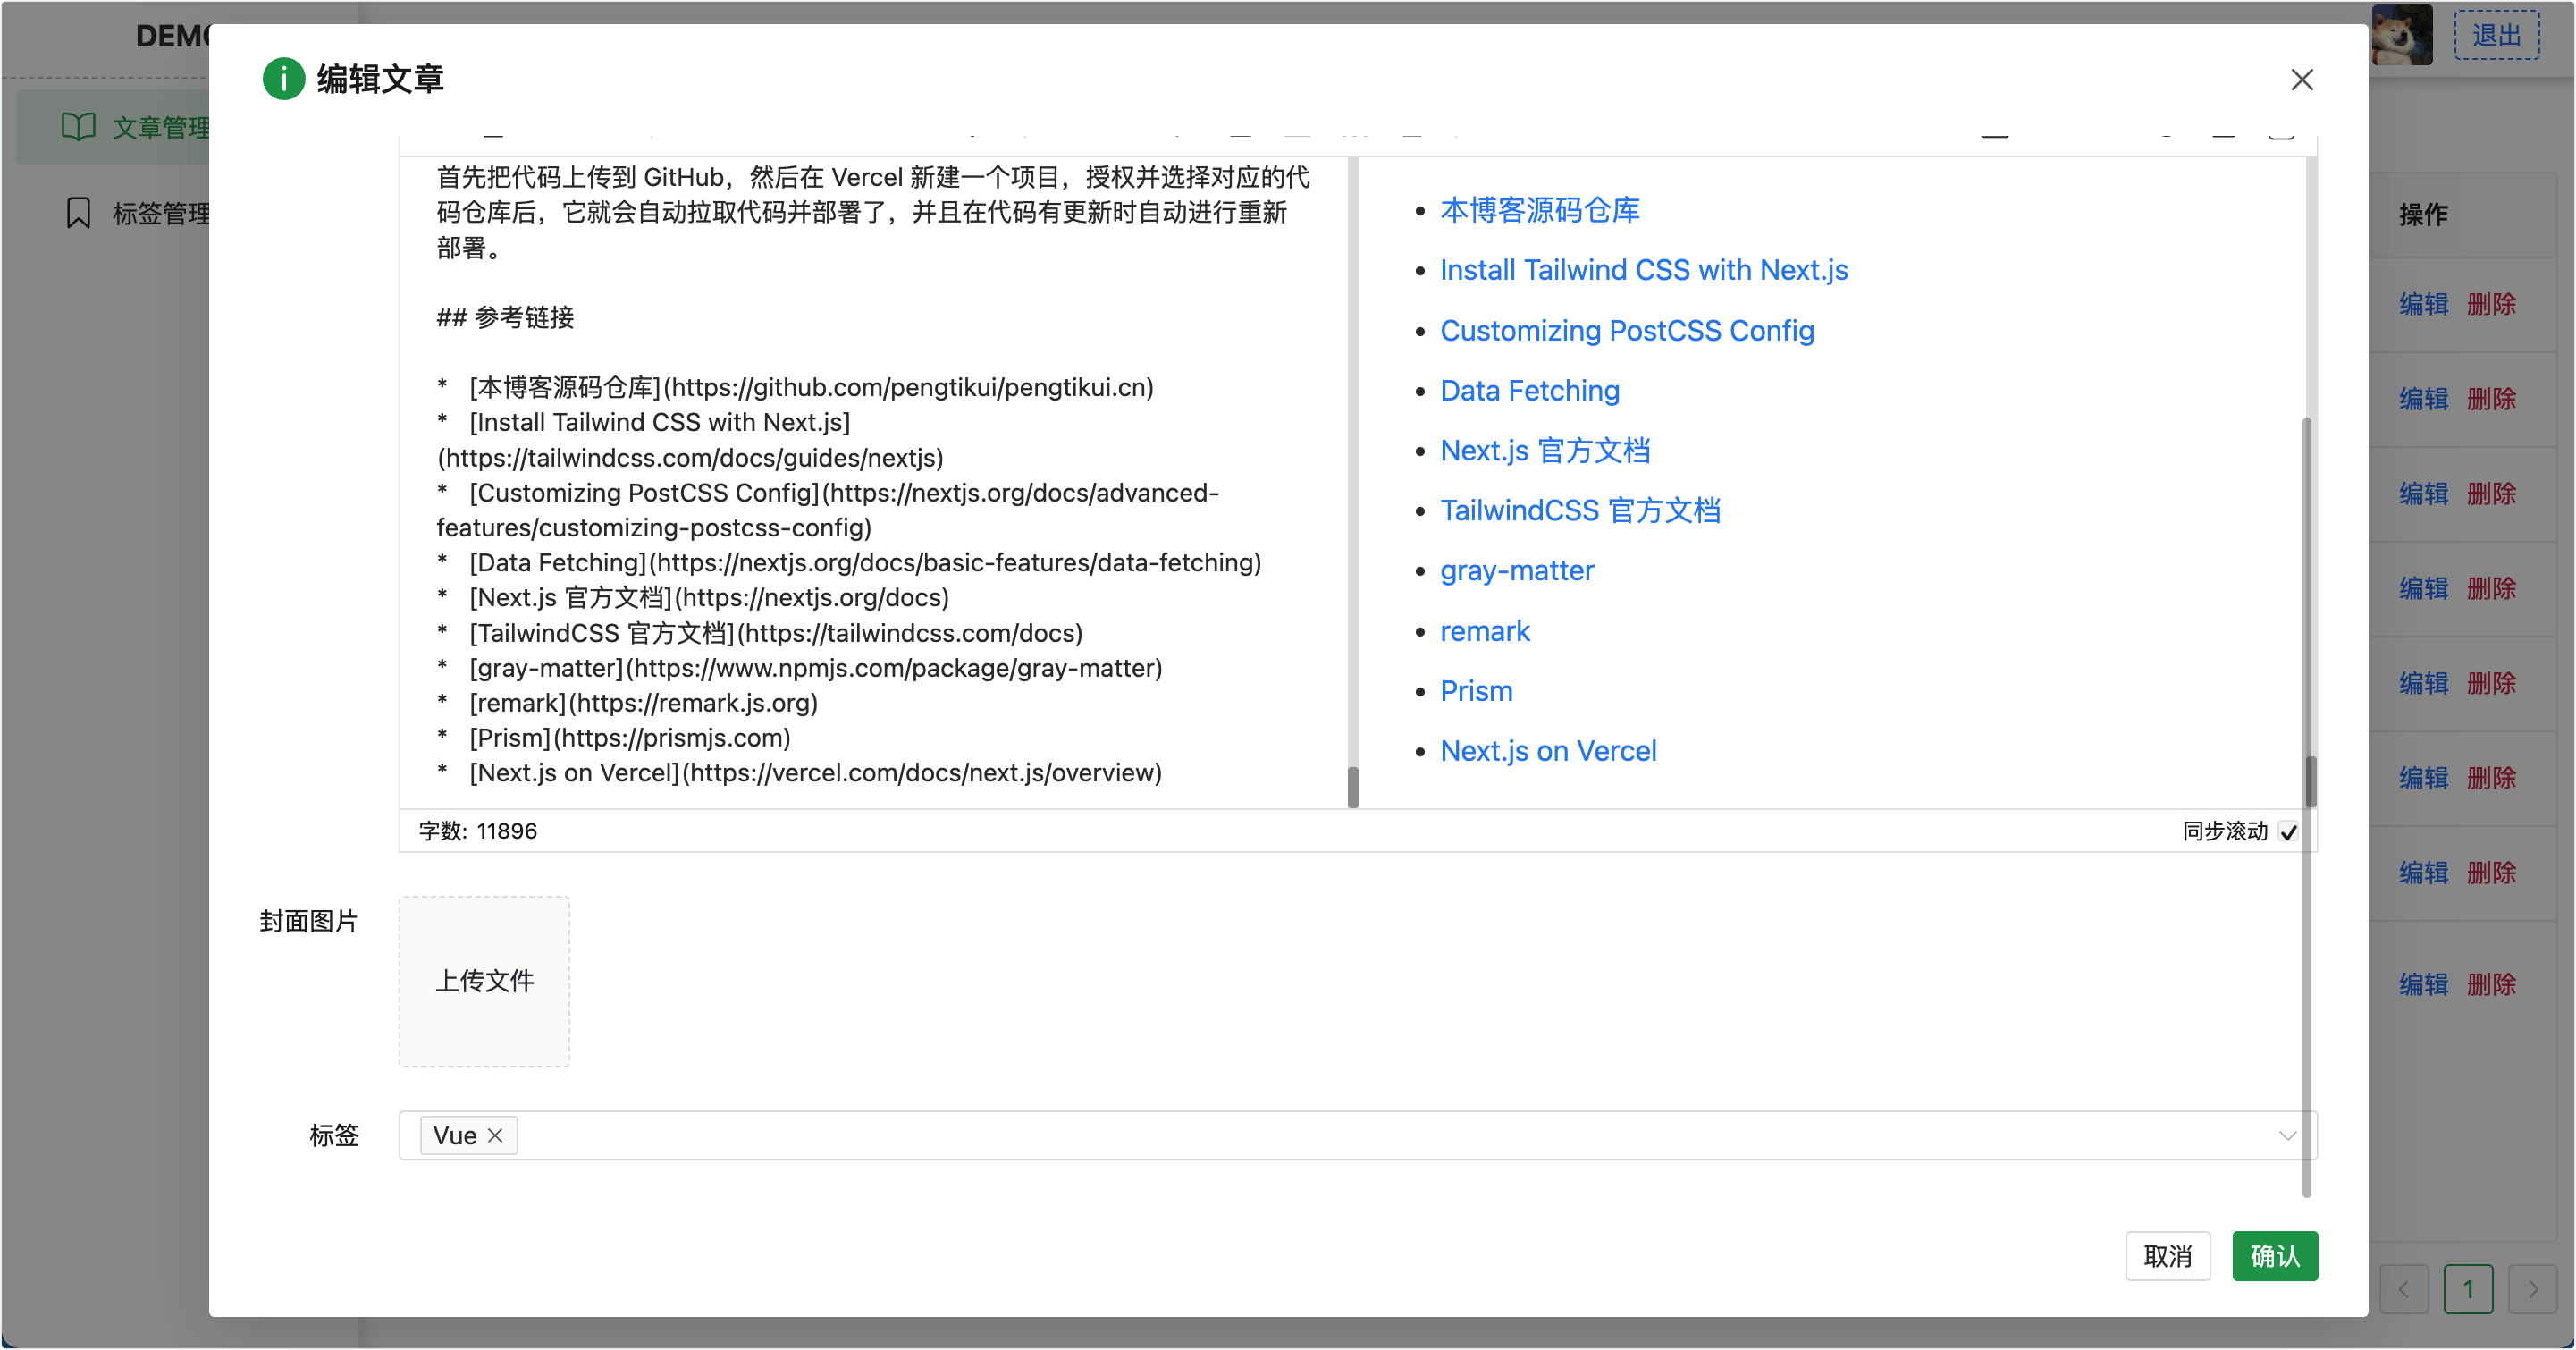 DEMO
退出
文章管理
标签管理
编辑文章
首先把代码上传到 GitHub，然后在 Vercel 新建一个项目，授权并选择对应的代
码仓库后，它就会自动拉取代码并部署了，并且在代码有更新时自动进行重新
部署。
## 参考链接
* [本博客源码仓库](https://github.com/pengtikui/pengtikui.cn)
* [Install Tailwind CSS with Next.js]
(https://tailwindcss.com/docs/guides/nextjs)
* [Customizing PostCSS Config](https://nextjs.org/docs/advanced-
features/customizing-postcss-config)
* [Data Fetching](https://nextjs.org/docs/basic-features/data-fetching)
* [Next.js 官方文档](https://nextjs.org/docs)
* [TailwindCSS 官方文档](https://tailwindcss.com/docs)
* [gray-matter](https://www.npmjs.com/package/gray-matter)
* [remark](https://remark.js.org)
* [Prism](https://prismjs.com)
* [Next.js on Vercel](https://vercel.com/docs/next.js/overview)
• 本博客源码仓库
• Install Tailwind CSS with Next.js
• Customizing PostCSS Config
• Data Fetching
• Next.js 官方文档
• TailwindCSS 官方文档
• gray-matter
• remark
• Prism
• Next.js on Vercel
字数: 11896
同步滚动
封面图片
上传文件
标签
Vue
取消
确认
操作
编辑 删除
编辑 删除
编辑 删除
编辑 删除
编辑 删除
编辑 删除
编辑 删除
编辑 删除
1